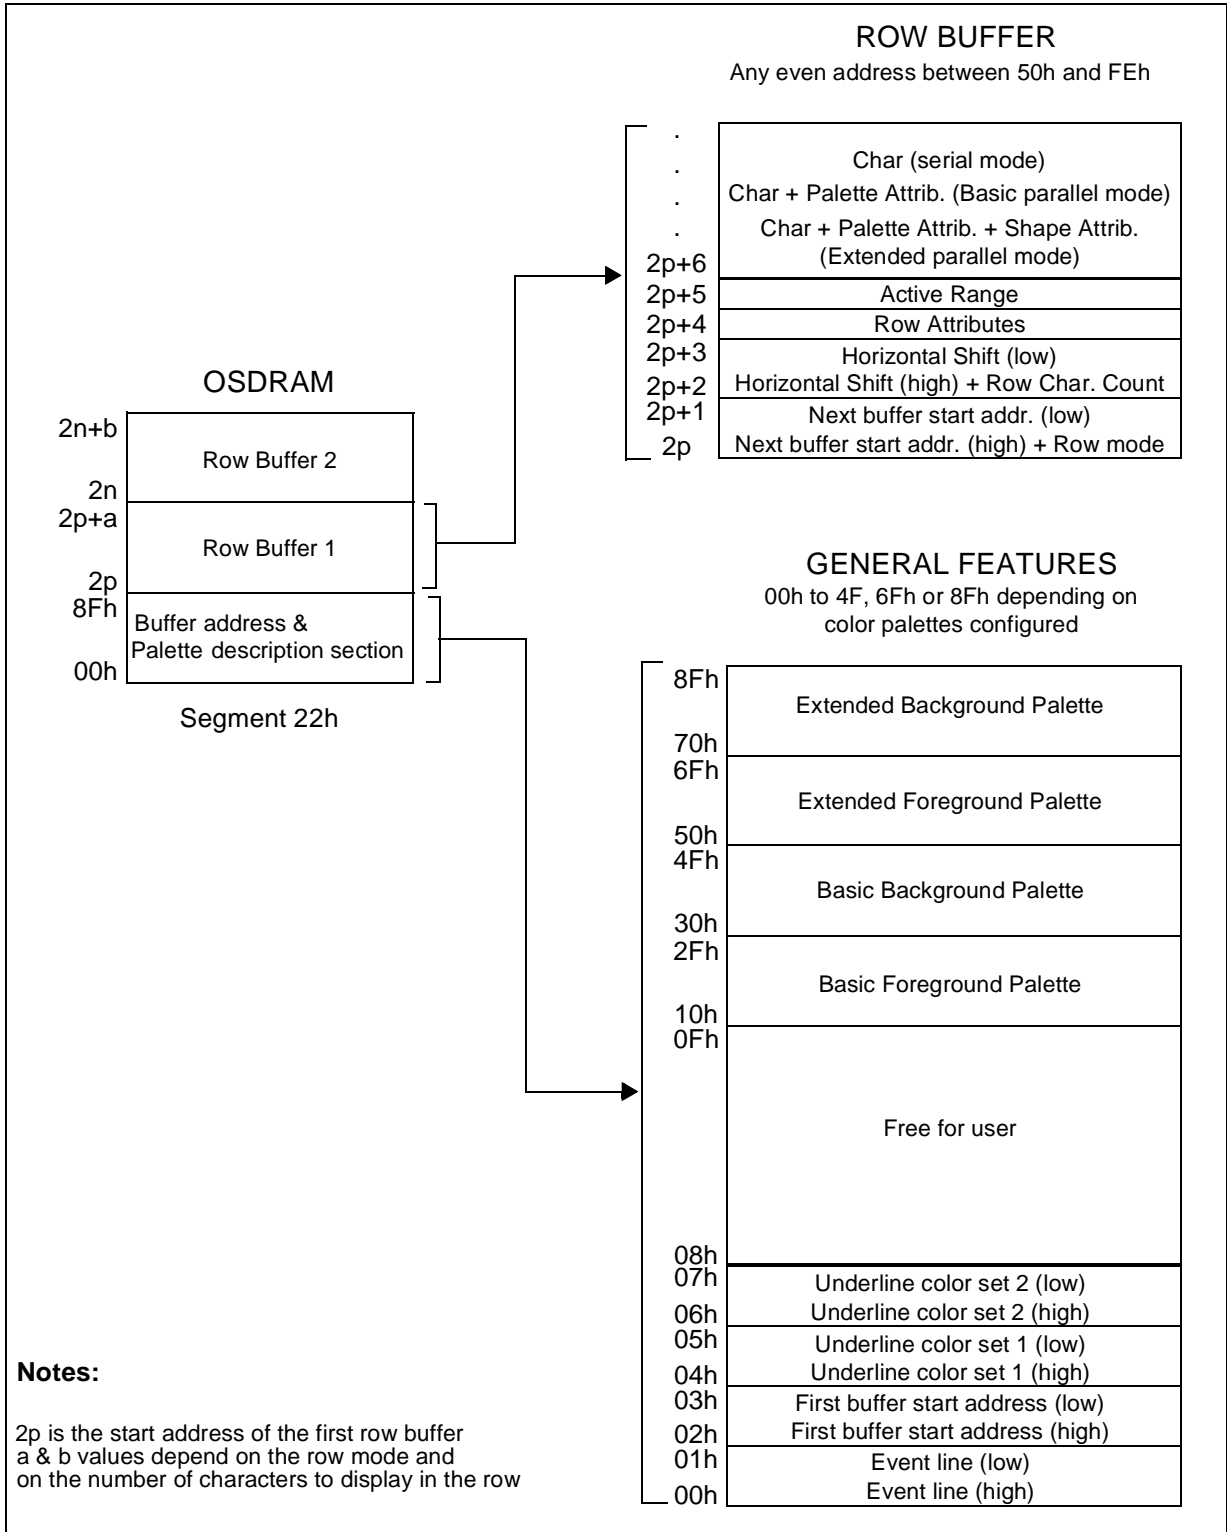 ROW BUFFER
Any even address between 50h and FEh
.
.
.
.
Char (serial mode)
Char + Palette Attrib. (Basic parallel mode)
Char + Palette Attrib. + Shape Attrib.
(Extended parallel mode)
2p+6
2p+5 Active Range
2p+4 Row Attributes
2p+3 Horizontal Shift (low)
2p+2 Horizontal Shift (high) + Row Char. Count
2p+1 Next buffer start addr. (low)
2p Next buffer start addr. (high) + Row mode
OSDRAM
2n+b
Row Buffer 2
2n
2p+a
Row Buffer 1
2p
8Fh
Buffer address &
Palette description section
00h
Segment 22h
GENERAL FEATURES
00h to 4F, 6Fh or 8Fh depending on
color palettes configured
8Fh
Extended Background Palette
70h
6Fh
Extended Foreground Palette
50h
4Fh
Basic Background Palette
30h
2Fh
Basic Foreground Palette
10h
0Fh
Free for user
08h
07h Underline color set 2 (low)
06h Underline color set 2 (high)
05h Underline color set 1 (low)
04h Underline color set 1 (high)
03h First buffer start address (low)
02h First buffer start address (high)
01h Event line (low)
00h Event line (high)
Notes:
2p is the start address of the first row buffer
a & b values depend on the row mode and
on the number of characters to display in the row